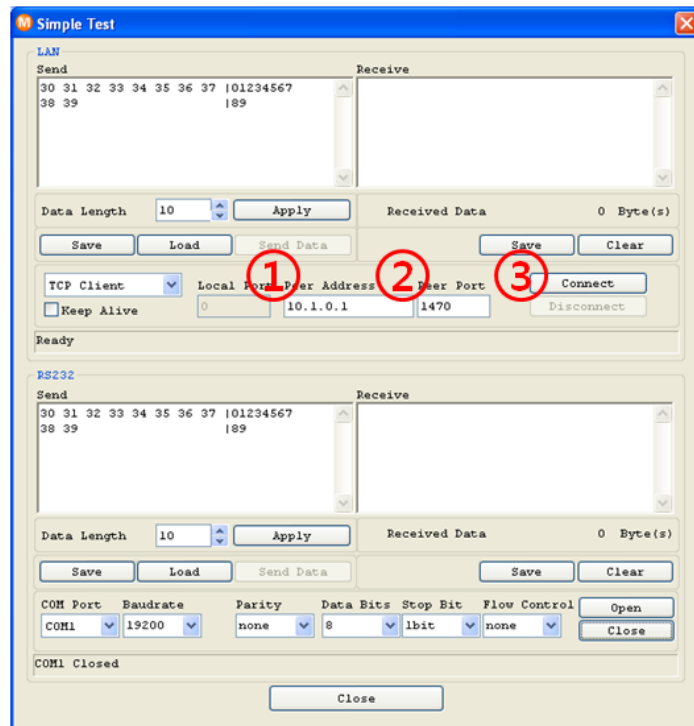 M Simple Test
LAN
Send Receive
30 31 32 33 34 35 36 37 |01234567
38 39 |89
Data Length 10 Apply Received Data 0 Byte(s)
Save Load Send Data Save Clear
① ② ③
TCP Client Local Port Peer Address Peer Port Connect
Keep Alive 0 10.1.0.1 1470 Disconnect
Ready
RS232
Send Receive
30 31 32 33 34 35 36 37 |01234567
38 39 |89
Data Length 10 Apply Received Data 0 Byte(s)
Save Load Send Data Save Clear
COM Port Baudrate Parity Data Bits Stop Bit Flow Control Open
COM1 19200 none 8 1bit none Close
COM1 Closed
Close